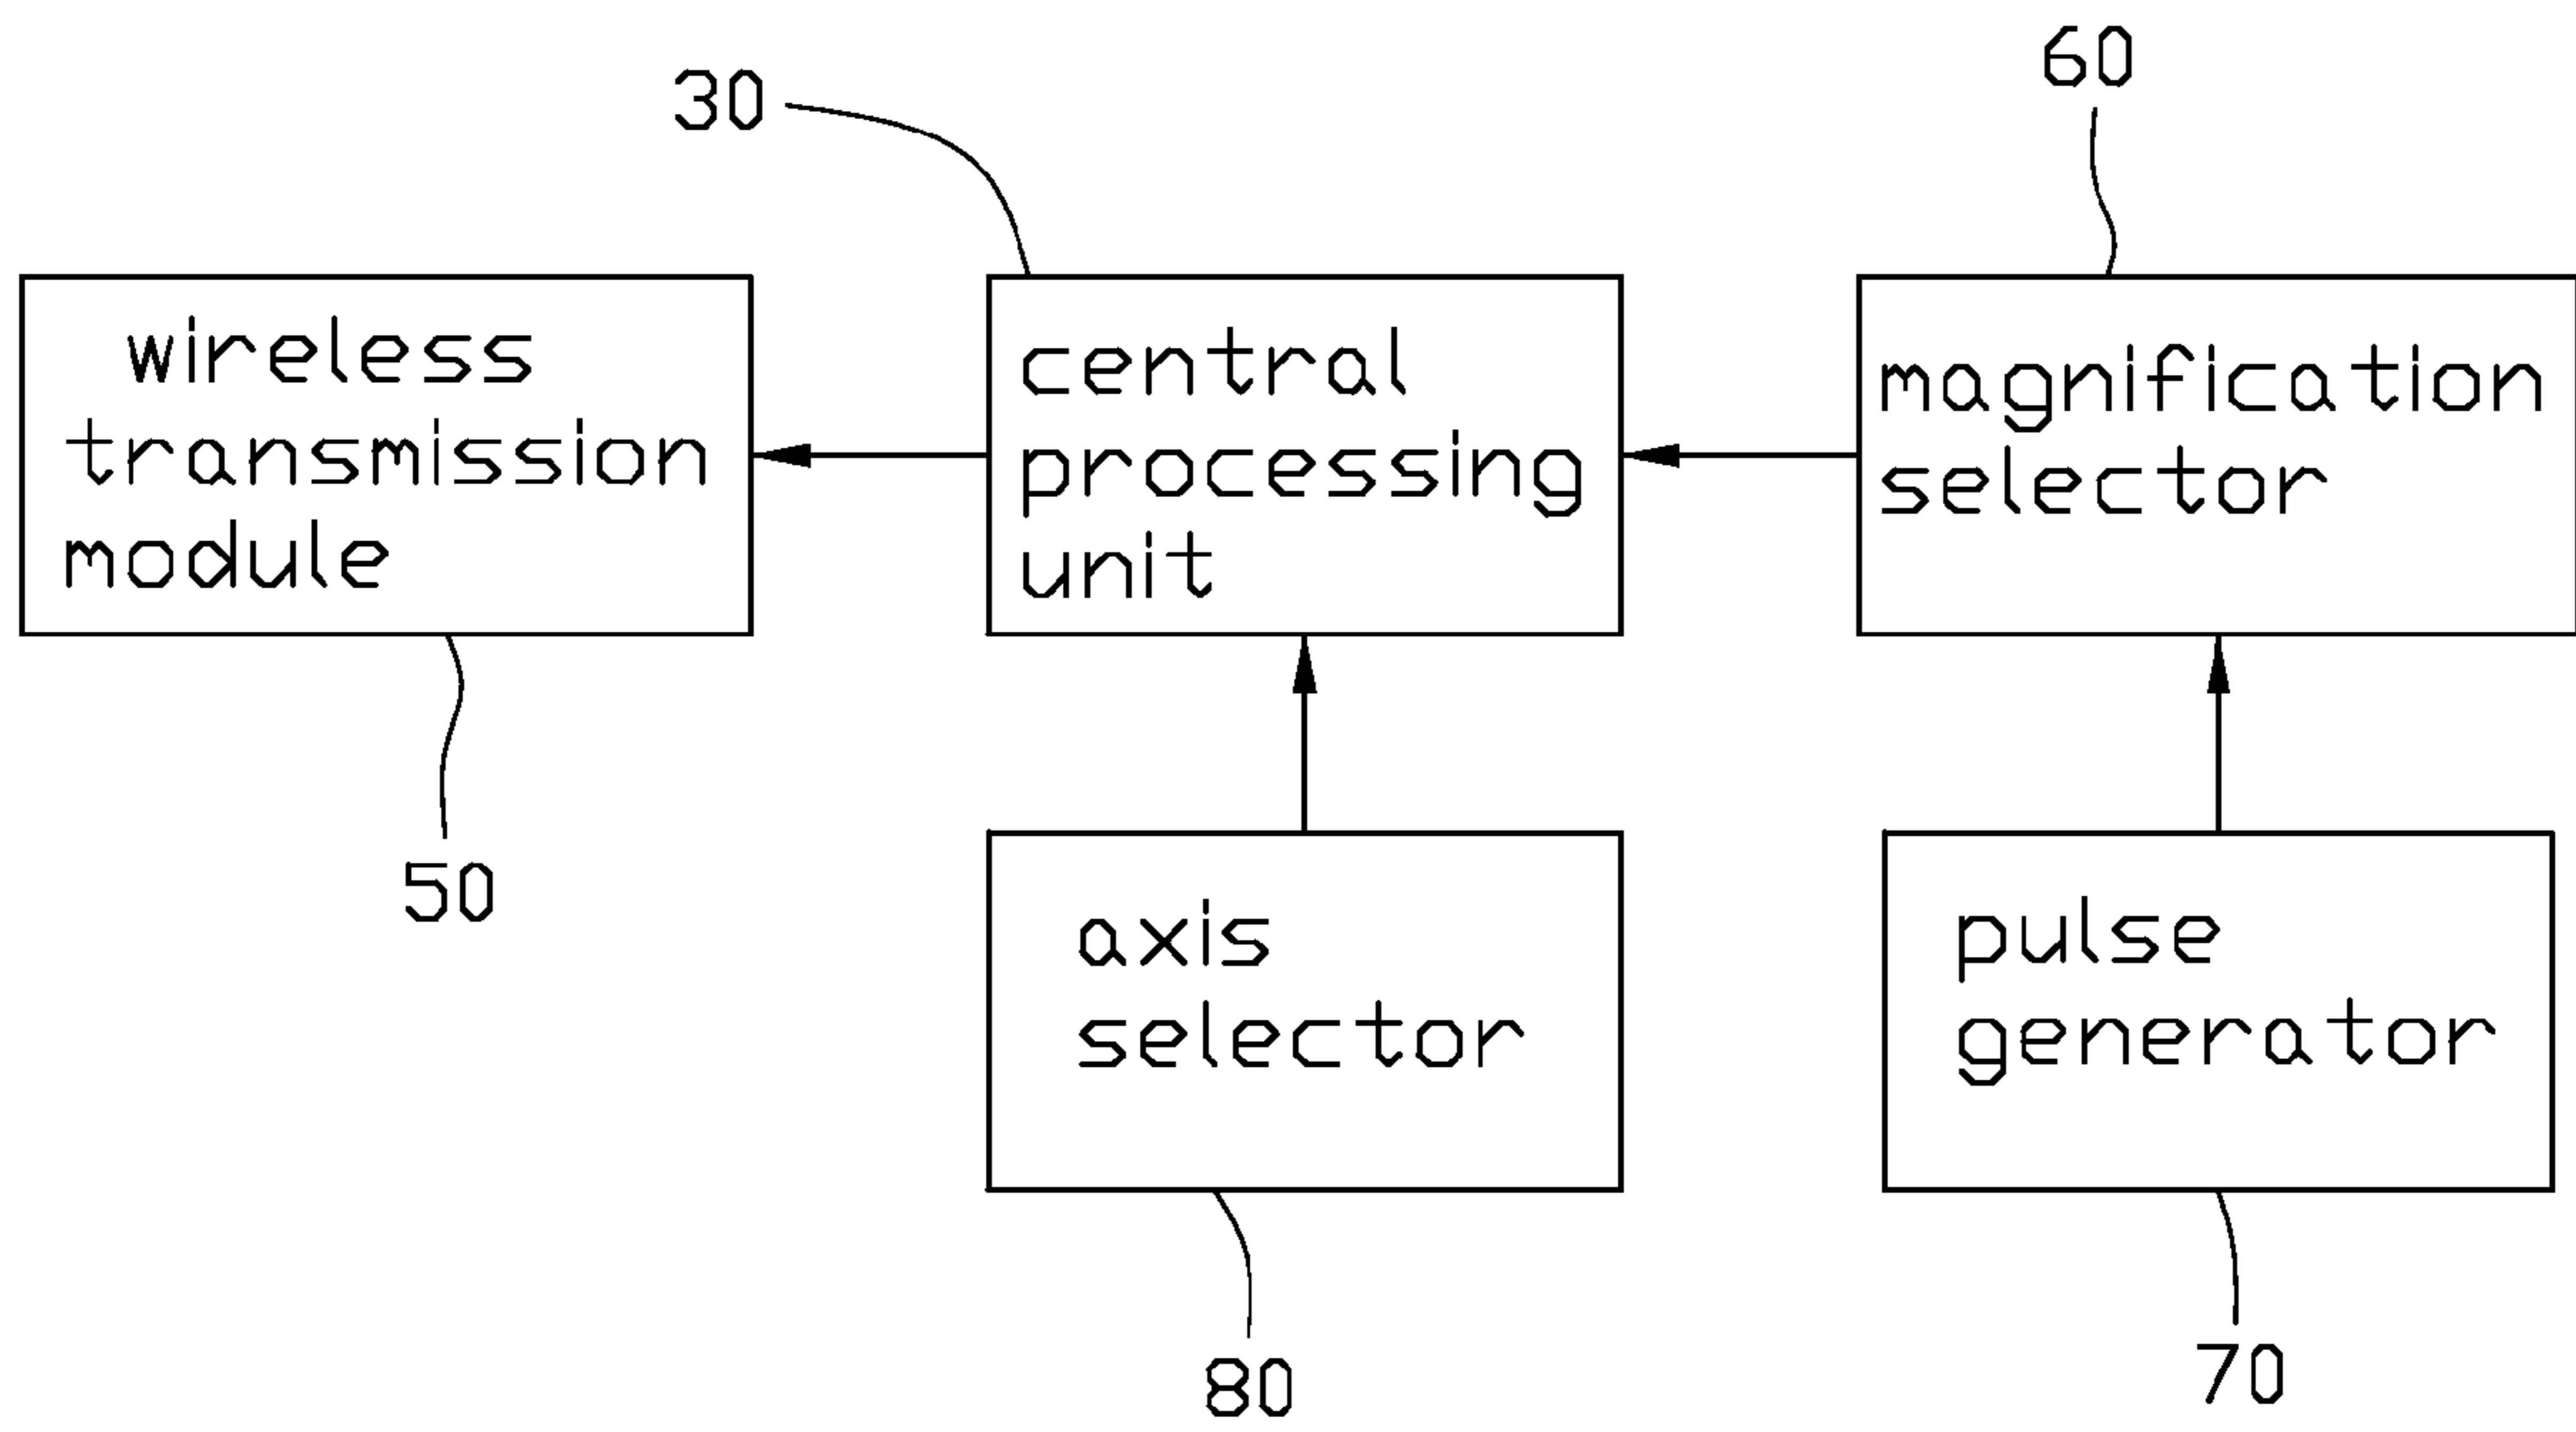 30
60
wireless
transmission
module
central
processing
unit
magnification
selector
50
axis
selector
pulse
generator
80
70